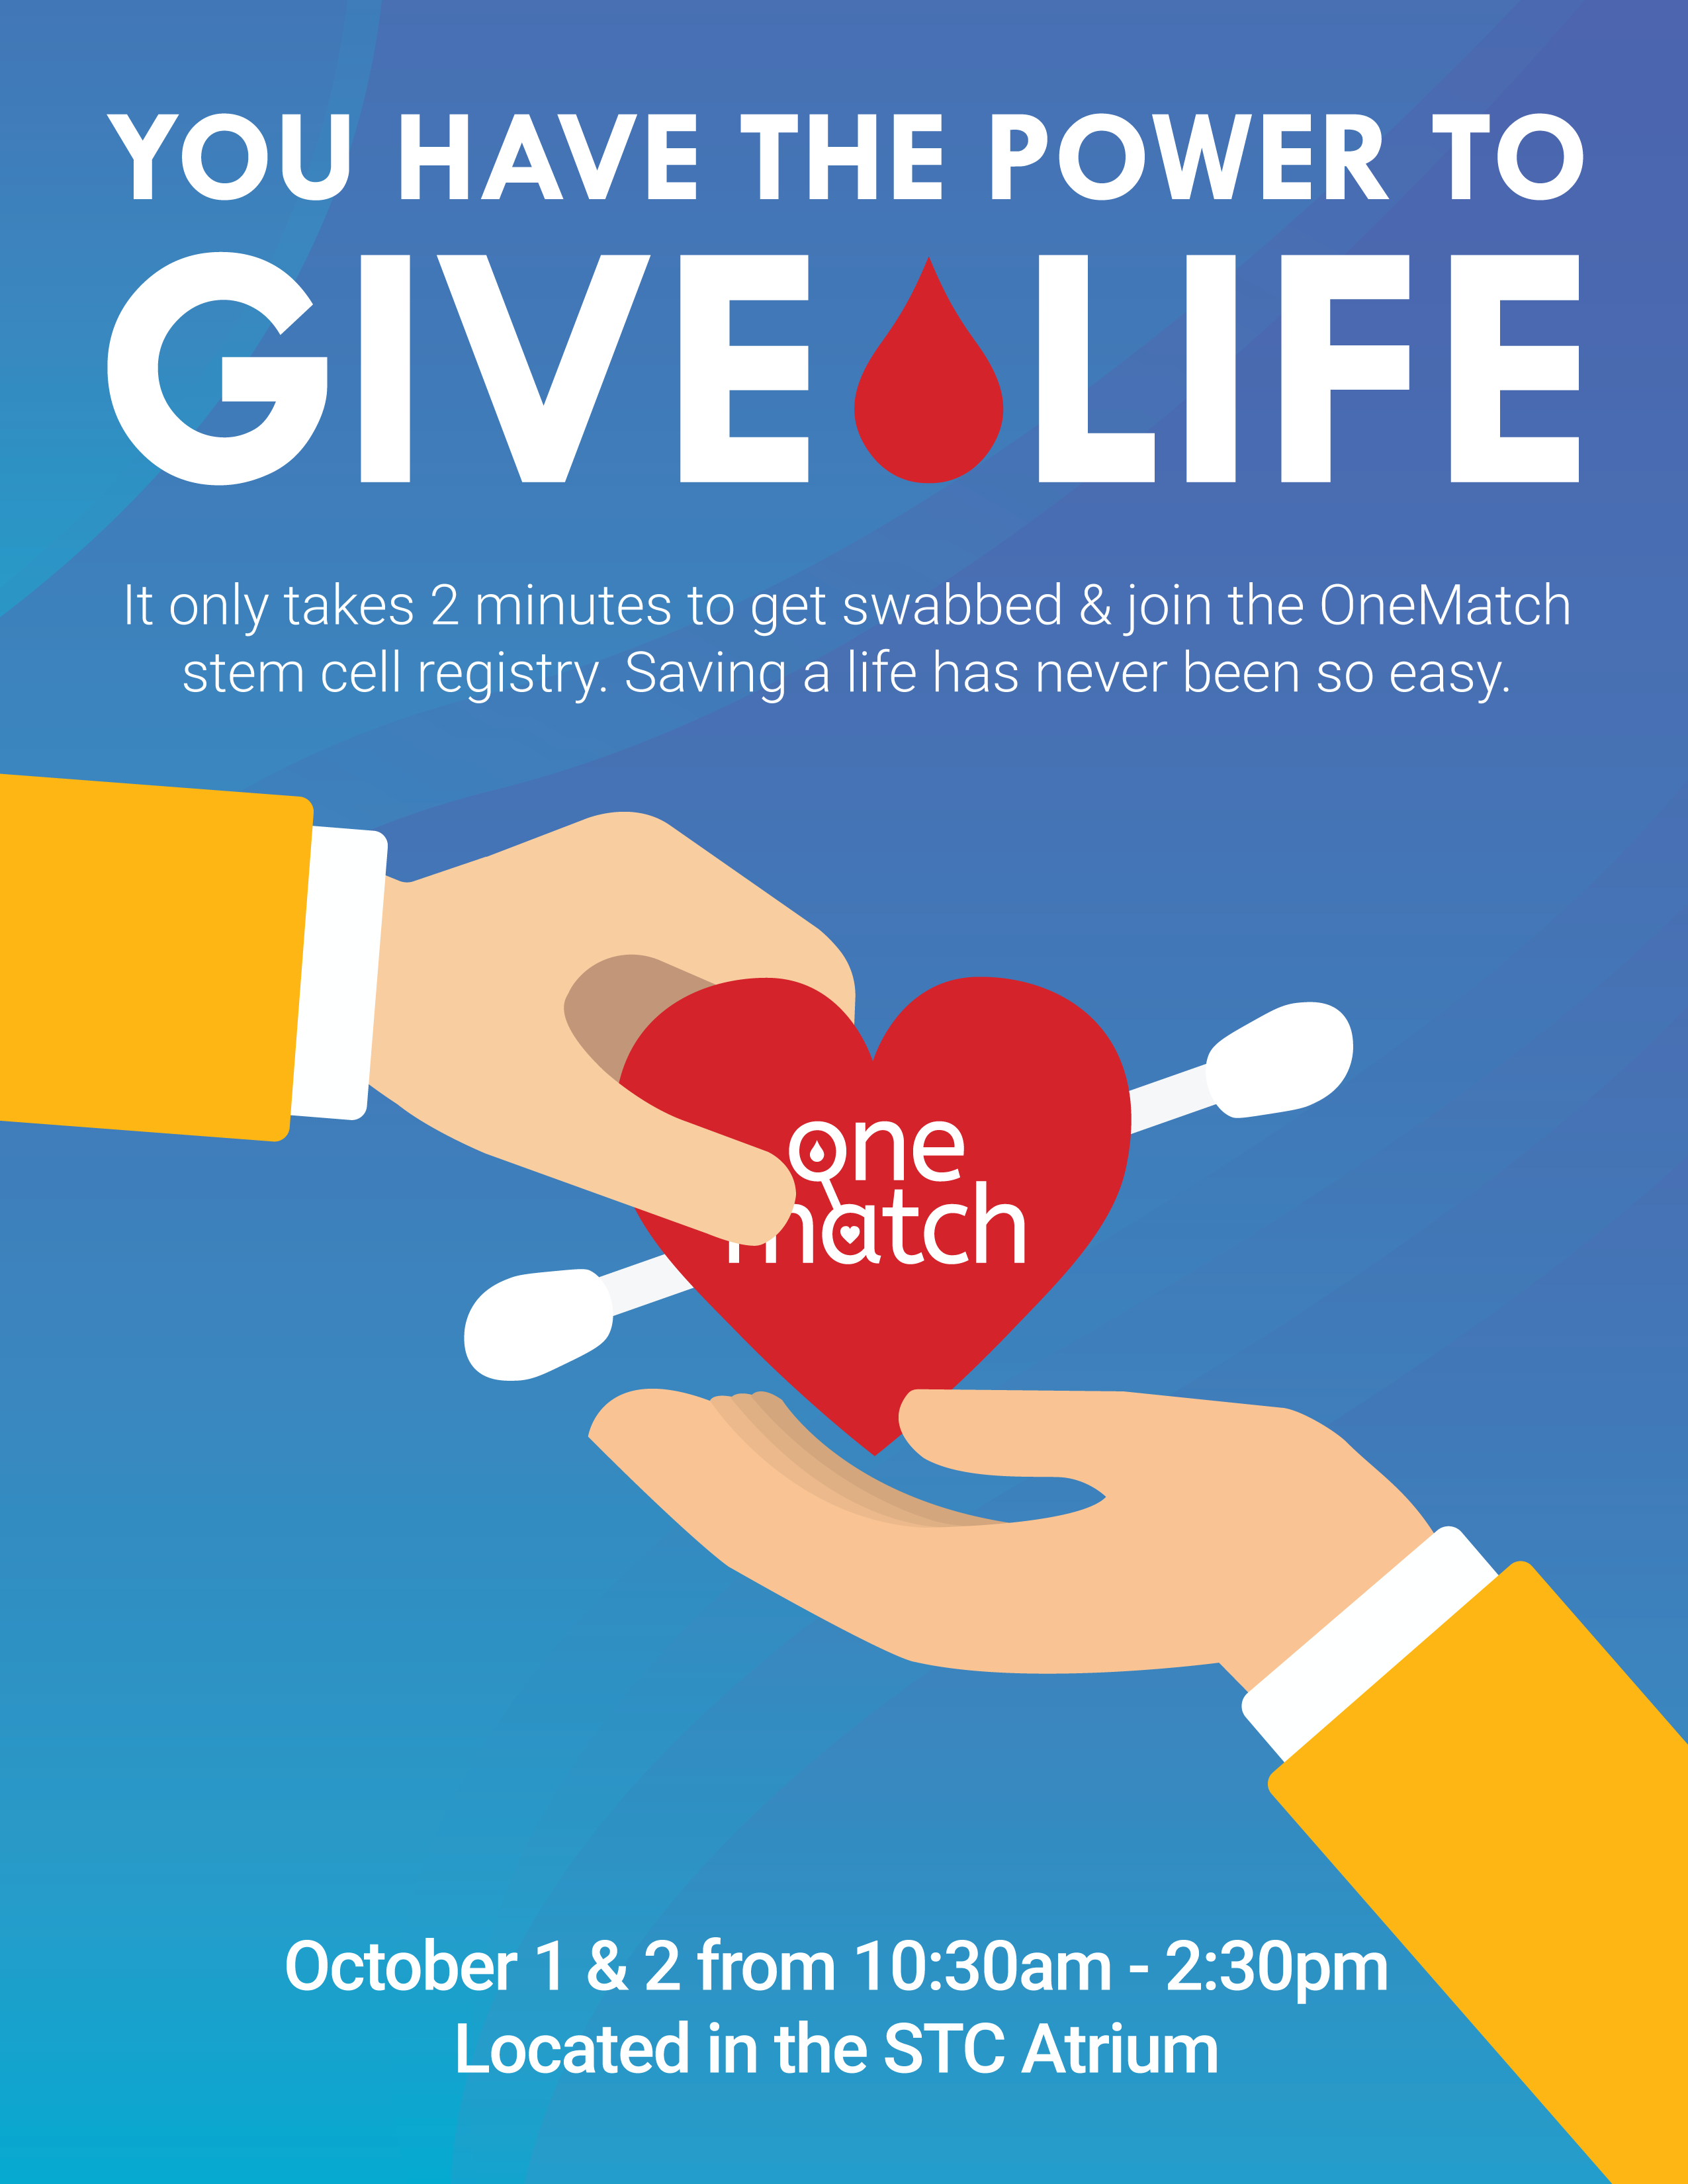 YOU HAVE THE POWER TO
GIVE LIFE
It only takes 2 minutes to get swabbed & join the OneMatch
stem cell registry. Saving a life has never been so easy.
one
match
October 1 & 2 from 10:30am - 2:30pm
Located in the STC Atrium